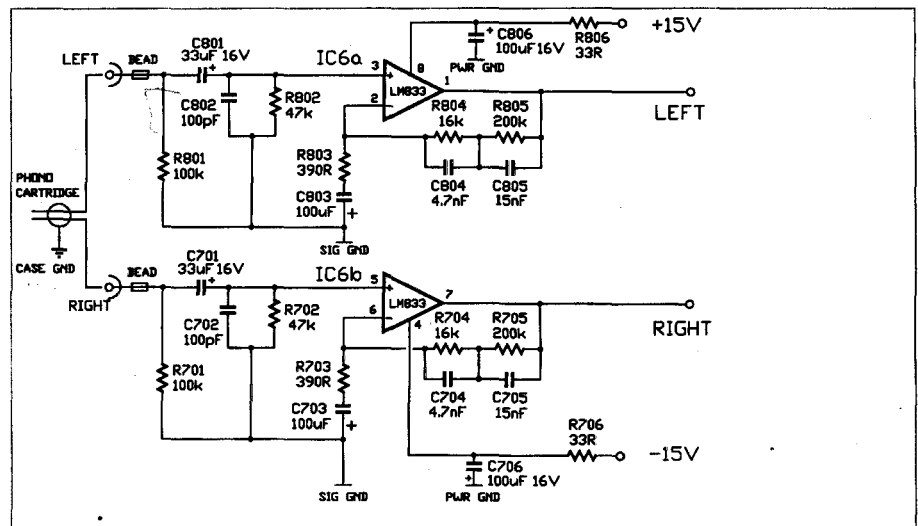 C801
33uF 16V
LEFT
BEAD
C802
100pF
R802
47k
R801
100k
IC6a
3
2
8
1
LM833
+
-
C806
100uF 16V
+
PWR GND
R806
33R
+15V
R804
16k
R805
200k
LEFT
R803
390R
C803
100uF
+
C804
4.7nF
C805
15nF
SIG GND
PHONO
CARTRIDGE
CASE GND
C701
33uF 16V
BEAD
RIGHT
C702
100pF
R702
47k
R701
100k
IC6b
5
6
4
7
LM833
+
-
R704
16k
R705
200k
RIGHT
R703
390R
C703
100uF
+
C704
4.7nF
C705
15nF
SIG GND
R706
33R
-15V
C706
100uF 16V
+
PWR GND